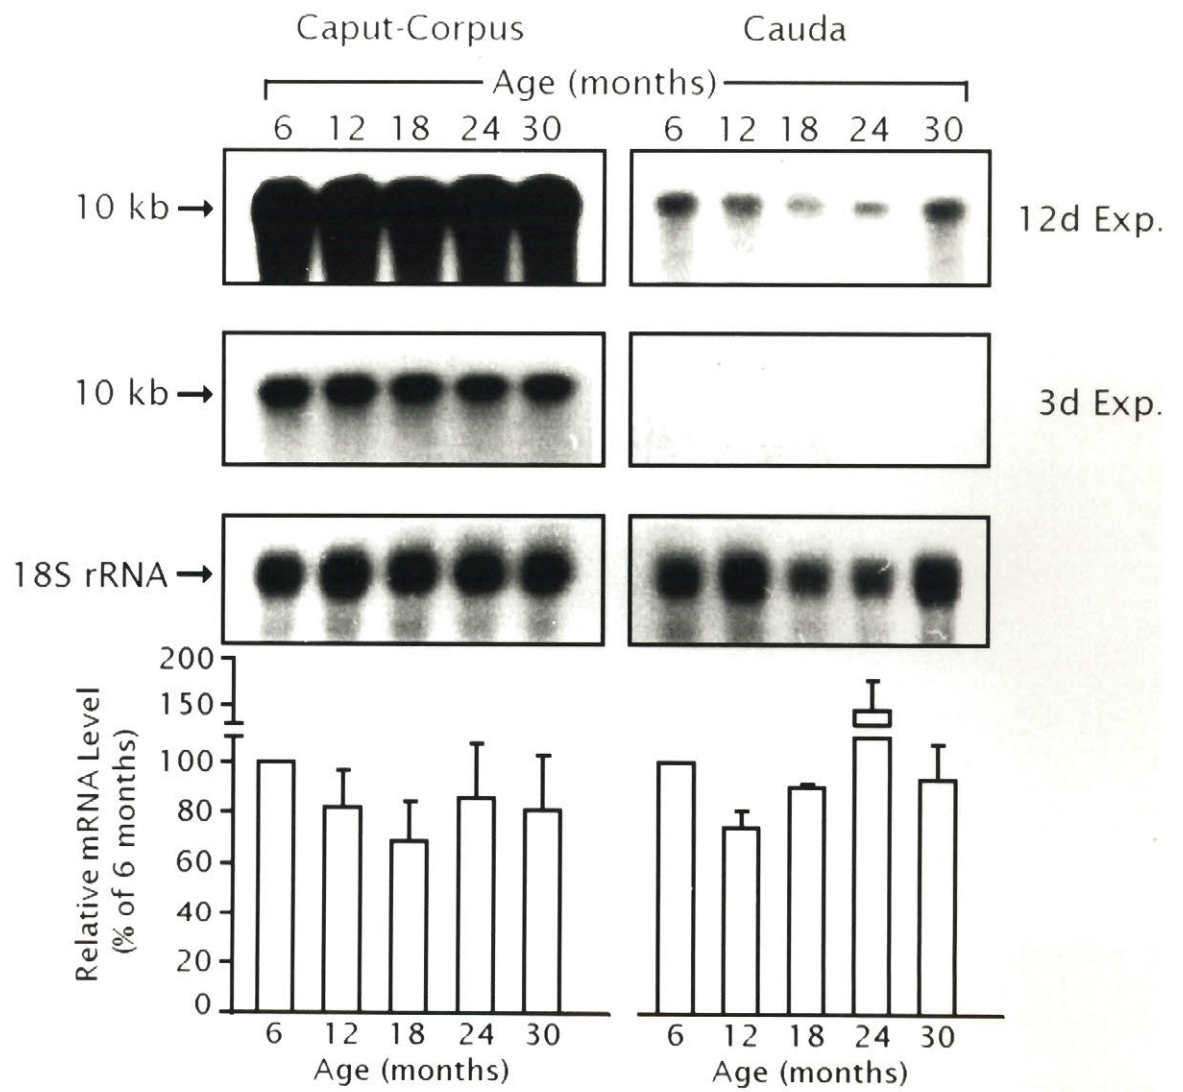 Caput-Corpus Cauda
Age (months)
6 12 18 24 30 6 12 18 24 30
10 kb 12d Exp.
10 kb 3d Exp.
18S rRNA
200
150
100
80
60
40
20
0
Relative mRNA Level
(% of 6 months)
6 12 18 24 30 6 12 18 24 30
Age (months) Age (months)